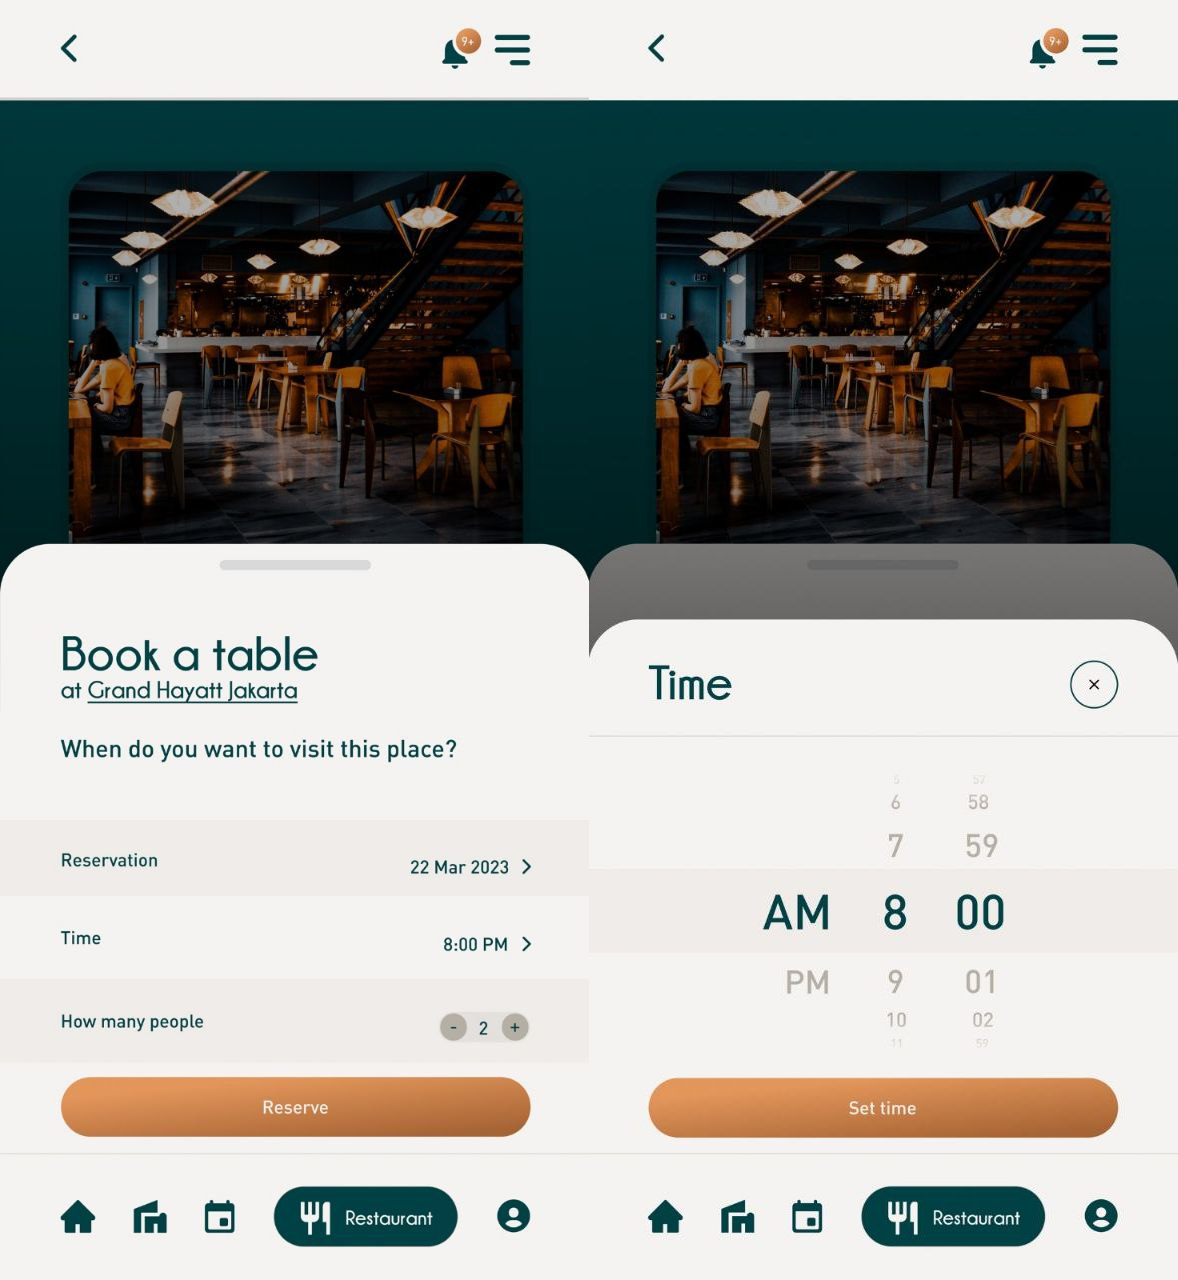 9+
Book a table
at Grand Hayatt Jakarta
When do you want to visit this place?
Reservation
22 Mar 2023
Time
8:00 PM
How many people
- 2 +
Reserve
Restaurant
9+
Time
5 57
6 58
7 59
AM 8 00
PM 9 01
10 02
11 59
Set time
Restaurant